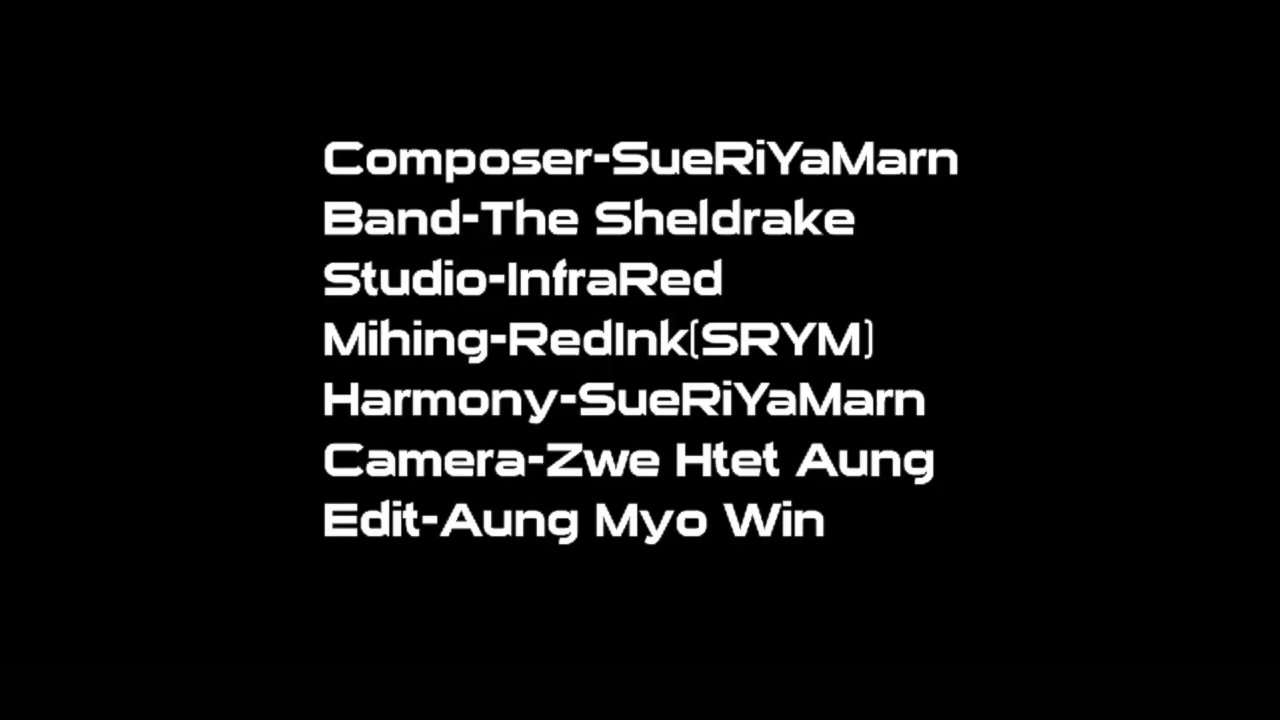 Composer-SueRiYaMarn
Band-The Sheldrake
Studio-InfraRed
Mihing-RedInk(SRYM)
Harmony-SueRiYaMarn
Camera-Zwe Htet Aung
Edit-Aung Myo Win